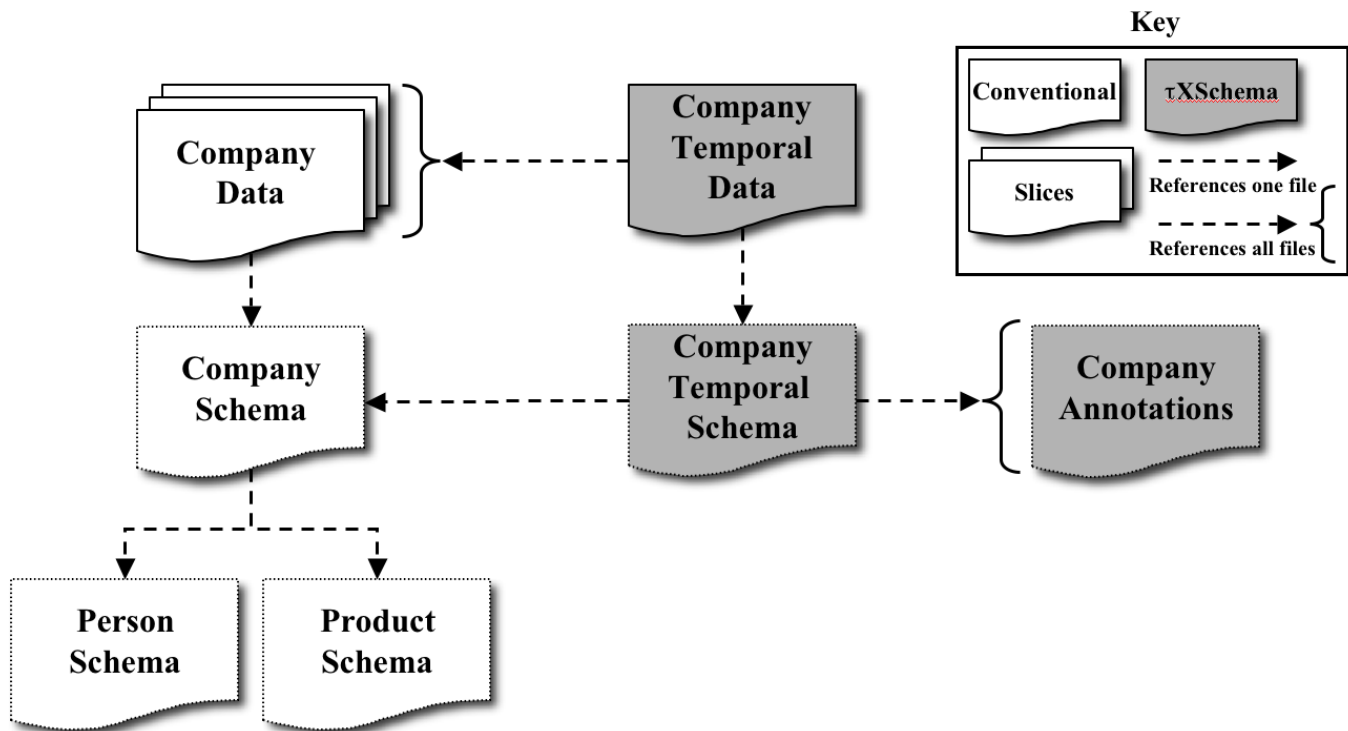 Key
Conventional
τXSchema
Slices
References one file
References all files
Company
Data
Company
Temporal
Data
Company
Schema
Company
Temporal
Schema
Company
Annotations
Person
Schema
Product
Schema